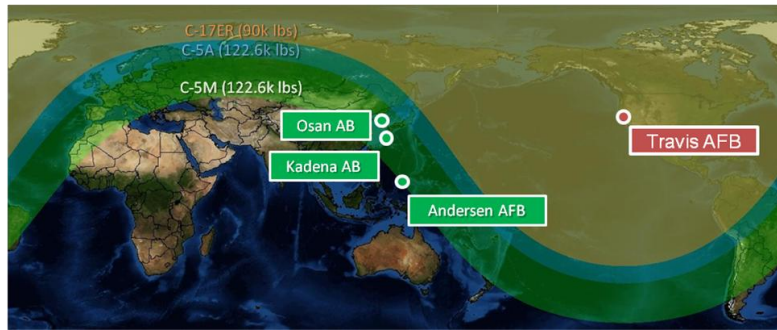 C-17ER (90k lbs)
C-5A (122.6k lbs)
C-5M (122.6k lbs)
Osan AB
Kadena AB
Andersen AFB
Travis AFB